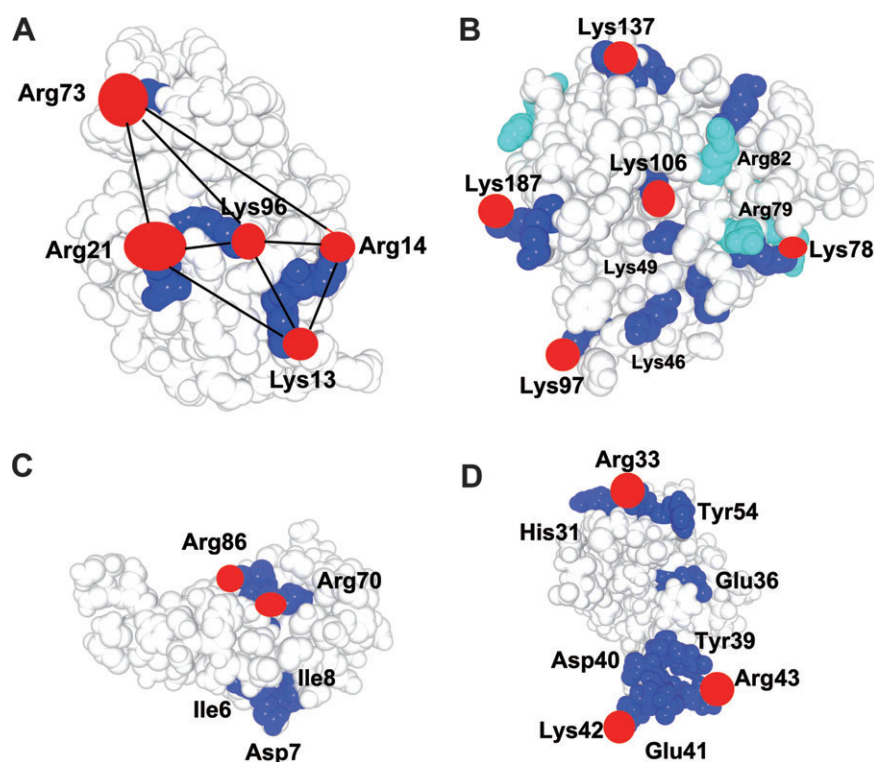 A
Arg73
Lys96
Arg21
Arg14
Lys13
B
Lys137
Lys106
Arg82
Lys187
Arg79
Lys78
Lys49
Lys46
Lys97
C
Arg86
Arg70
Ile8
Ile6
Asp7
D
Arg33
Tyr54
His31
Glu36
Tyr39
Asp40
Arg43
Lys42
Glu41